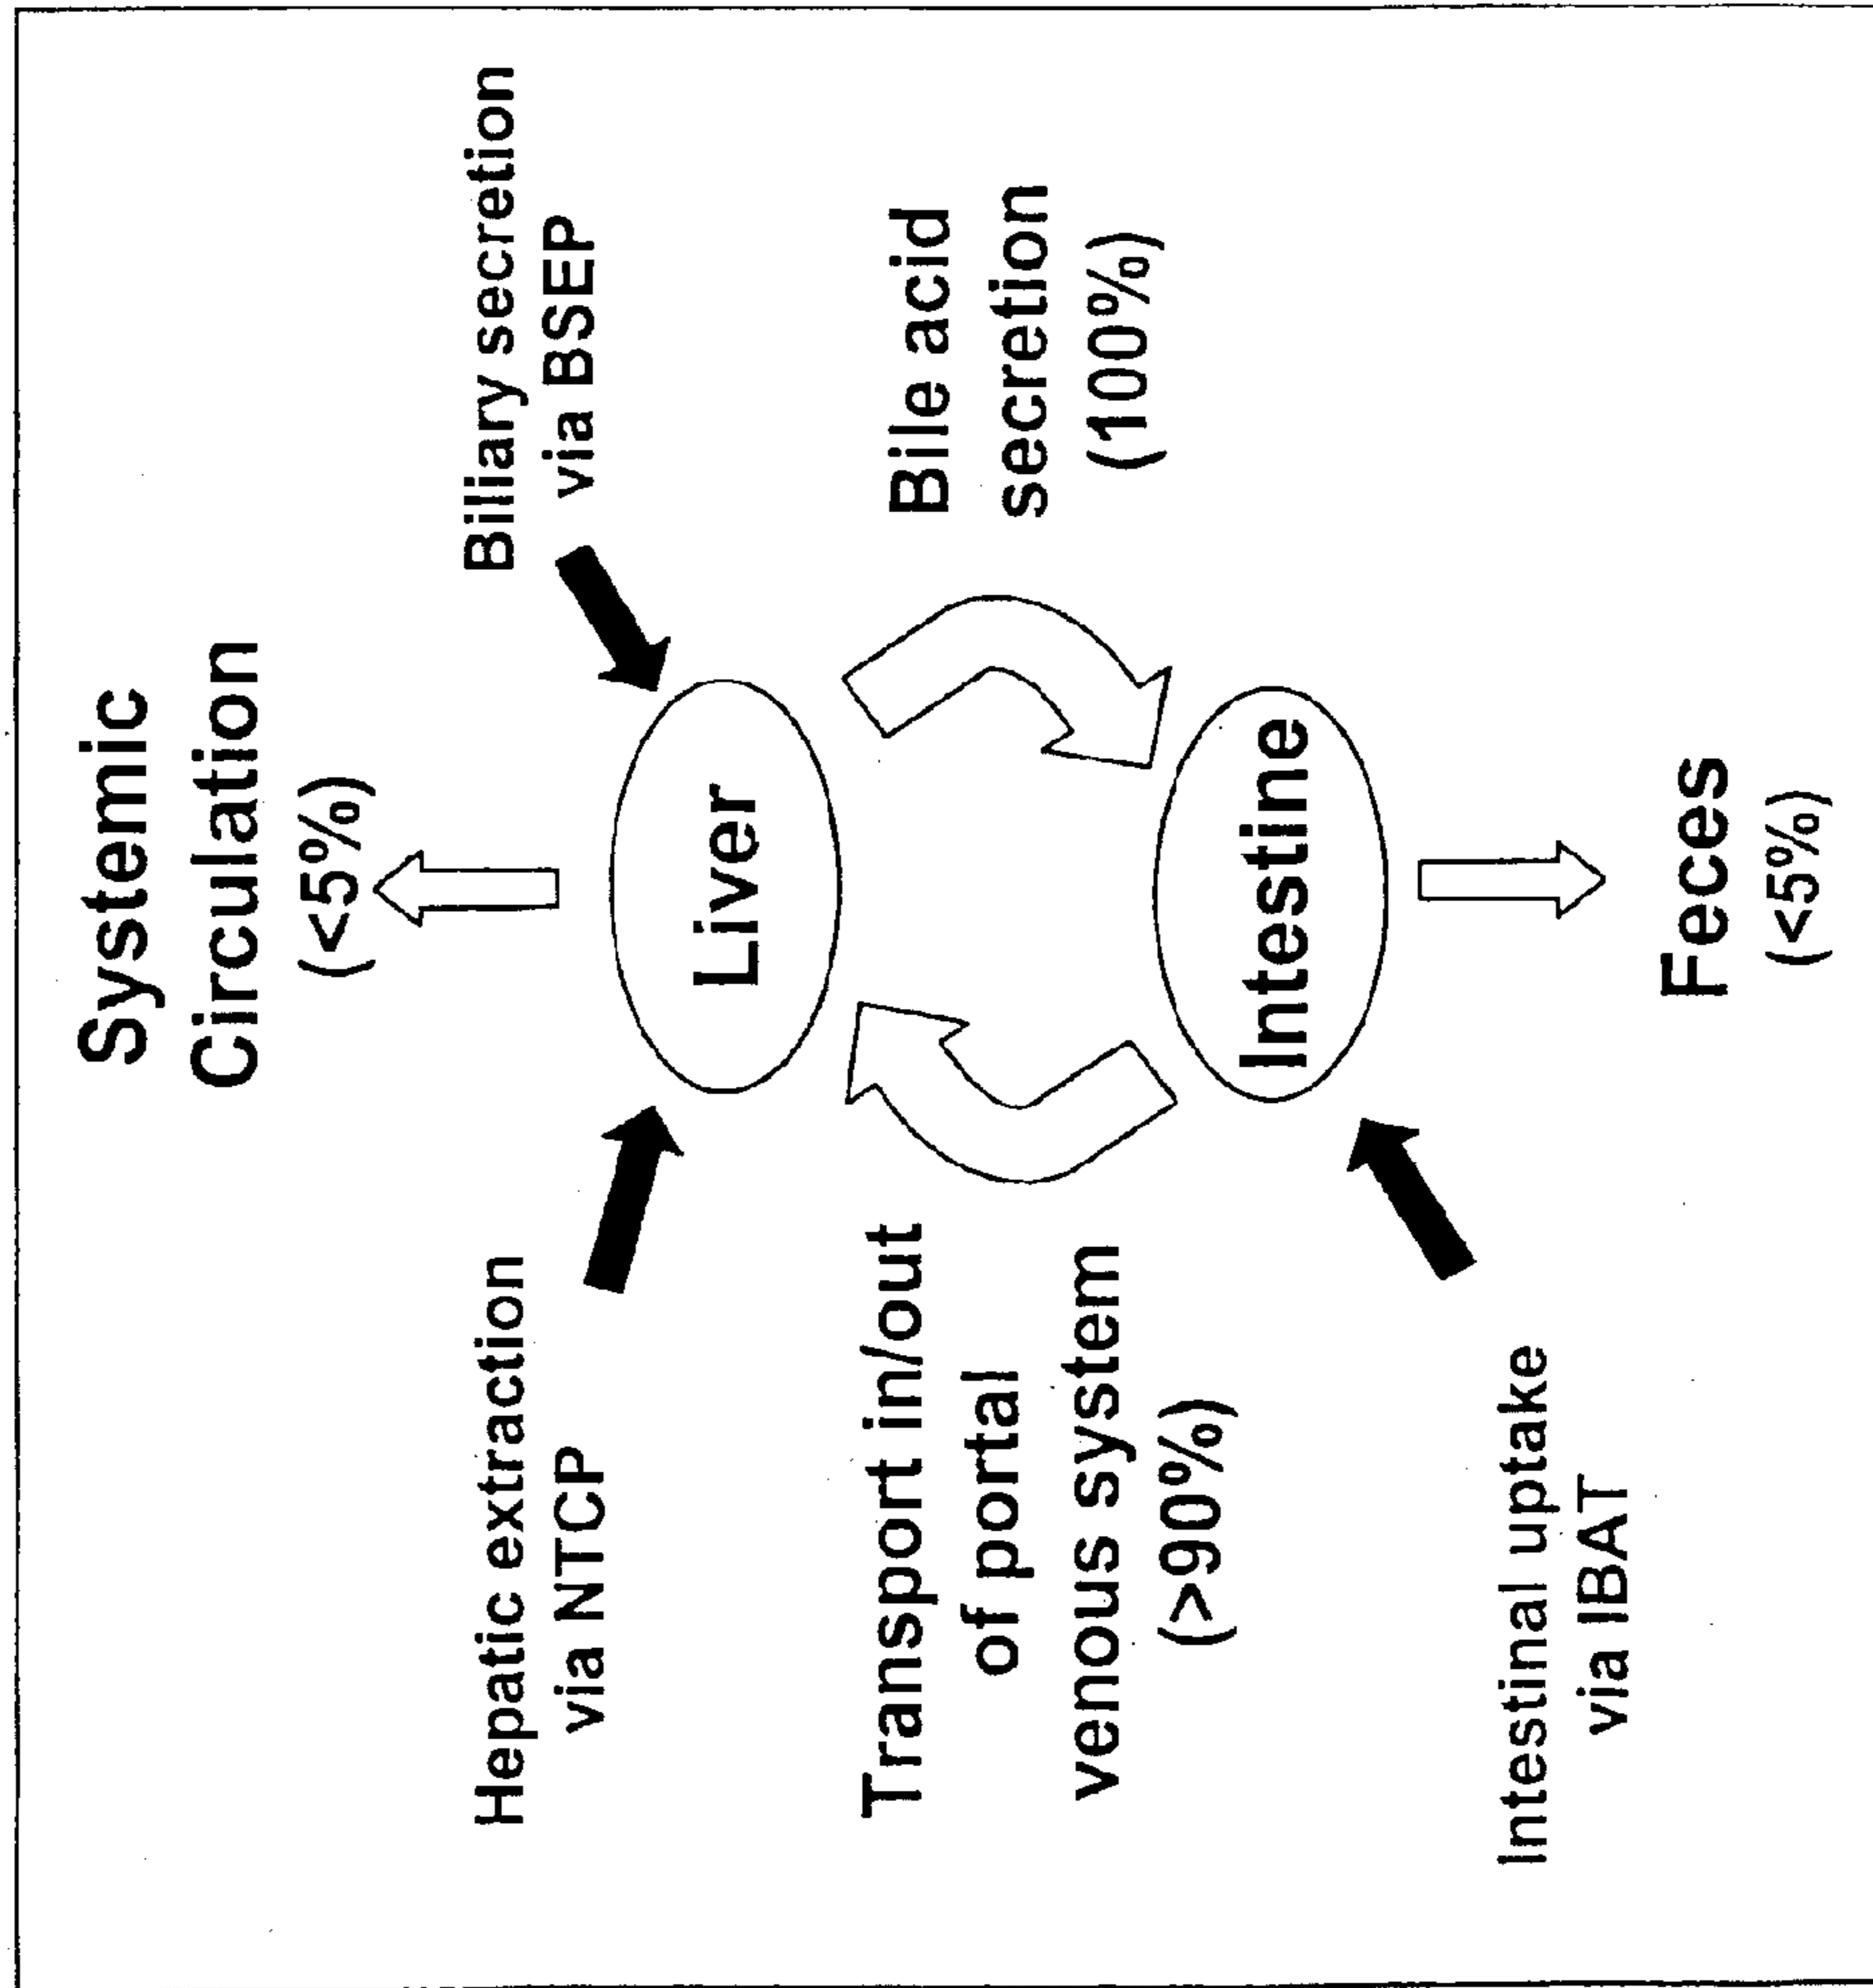 Systemic
Circulation
(<5%)
Biliary secretion
via BSEP
Hepatic extraction
via NTCP
Liver
Bile acid
secretion
(100%)
Transport in/out
of portal
venous system
(>90%)
Intestine
Intestinal uptake
via IBAT
Feces
(<5%)